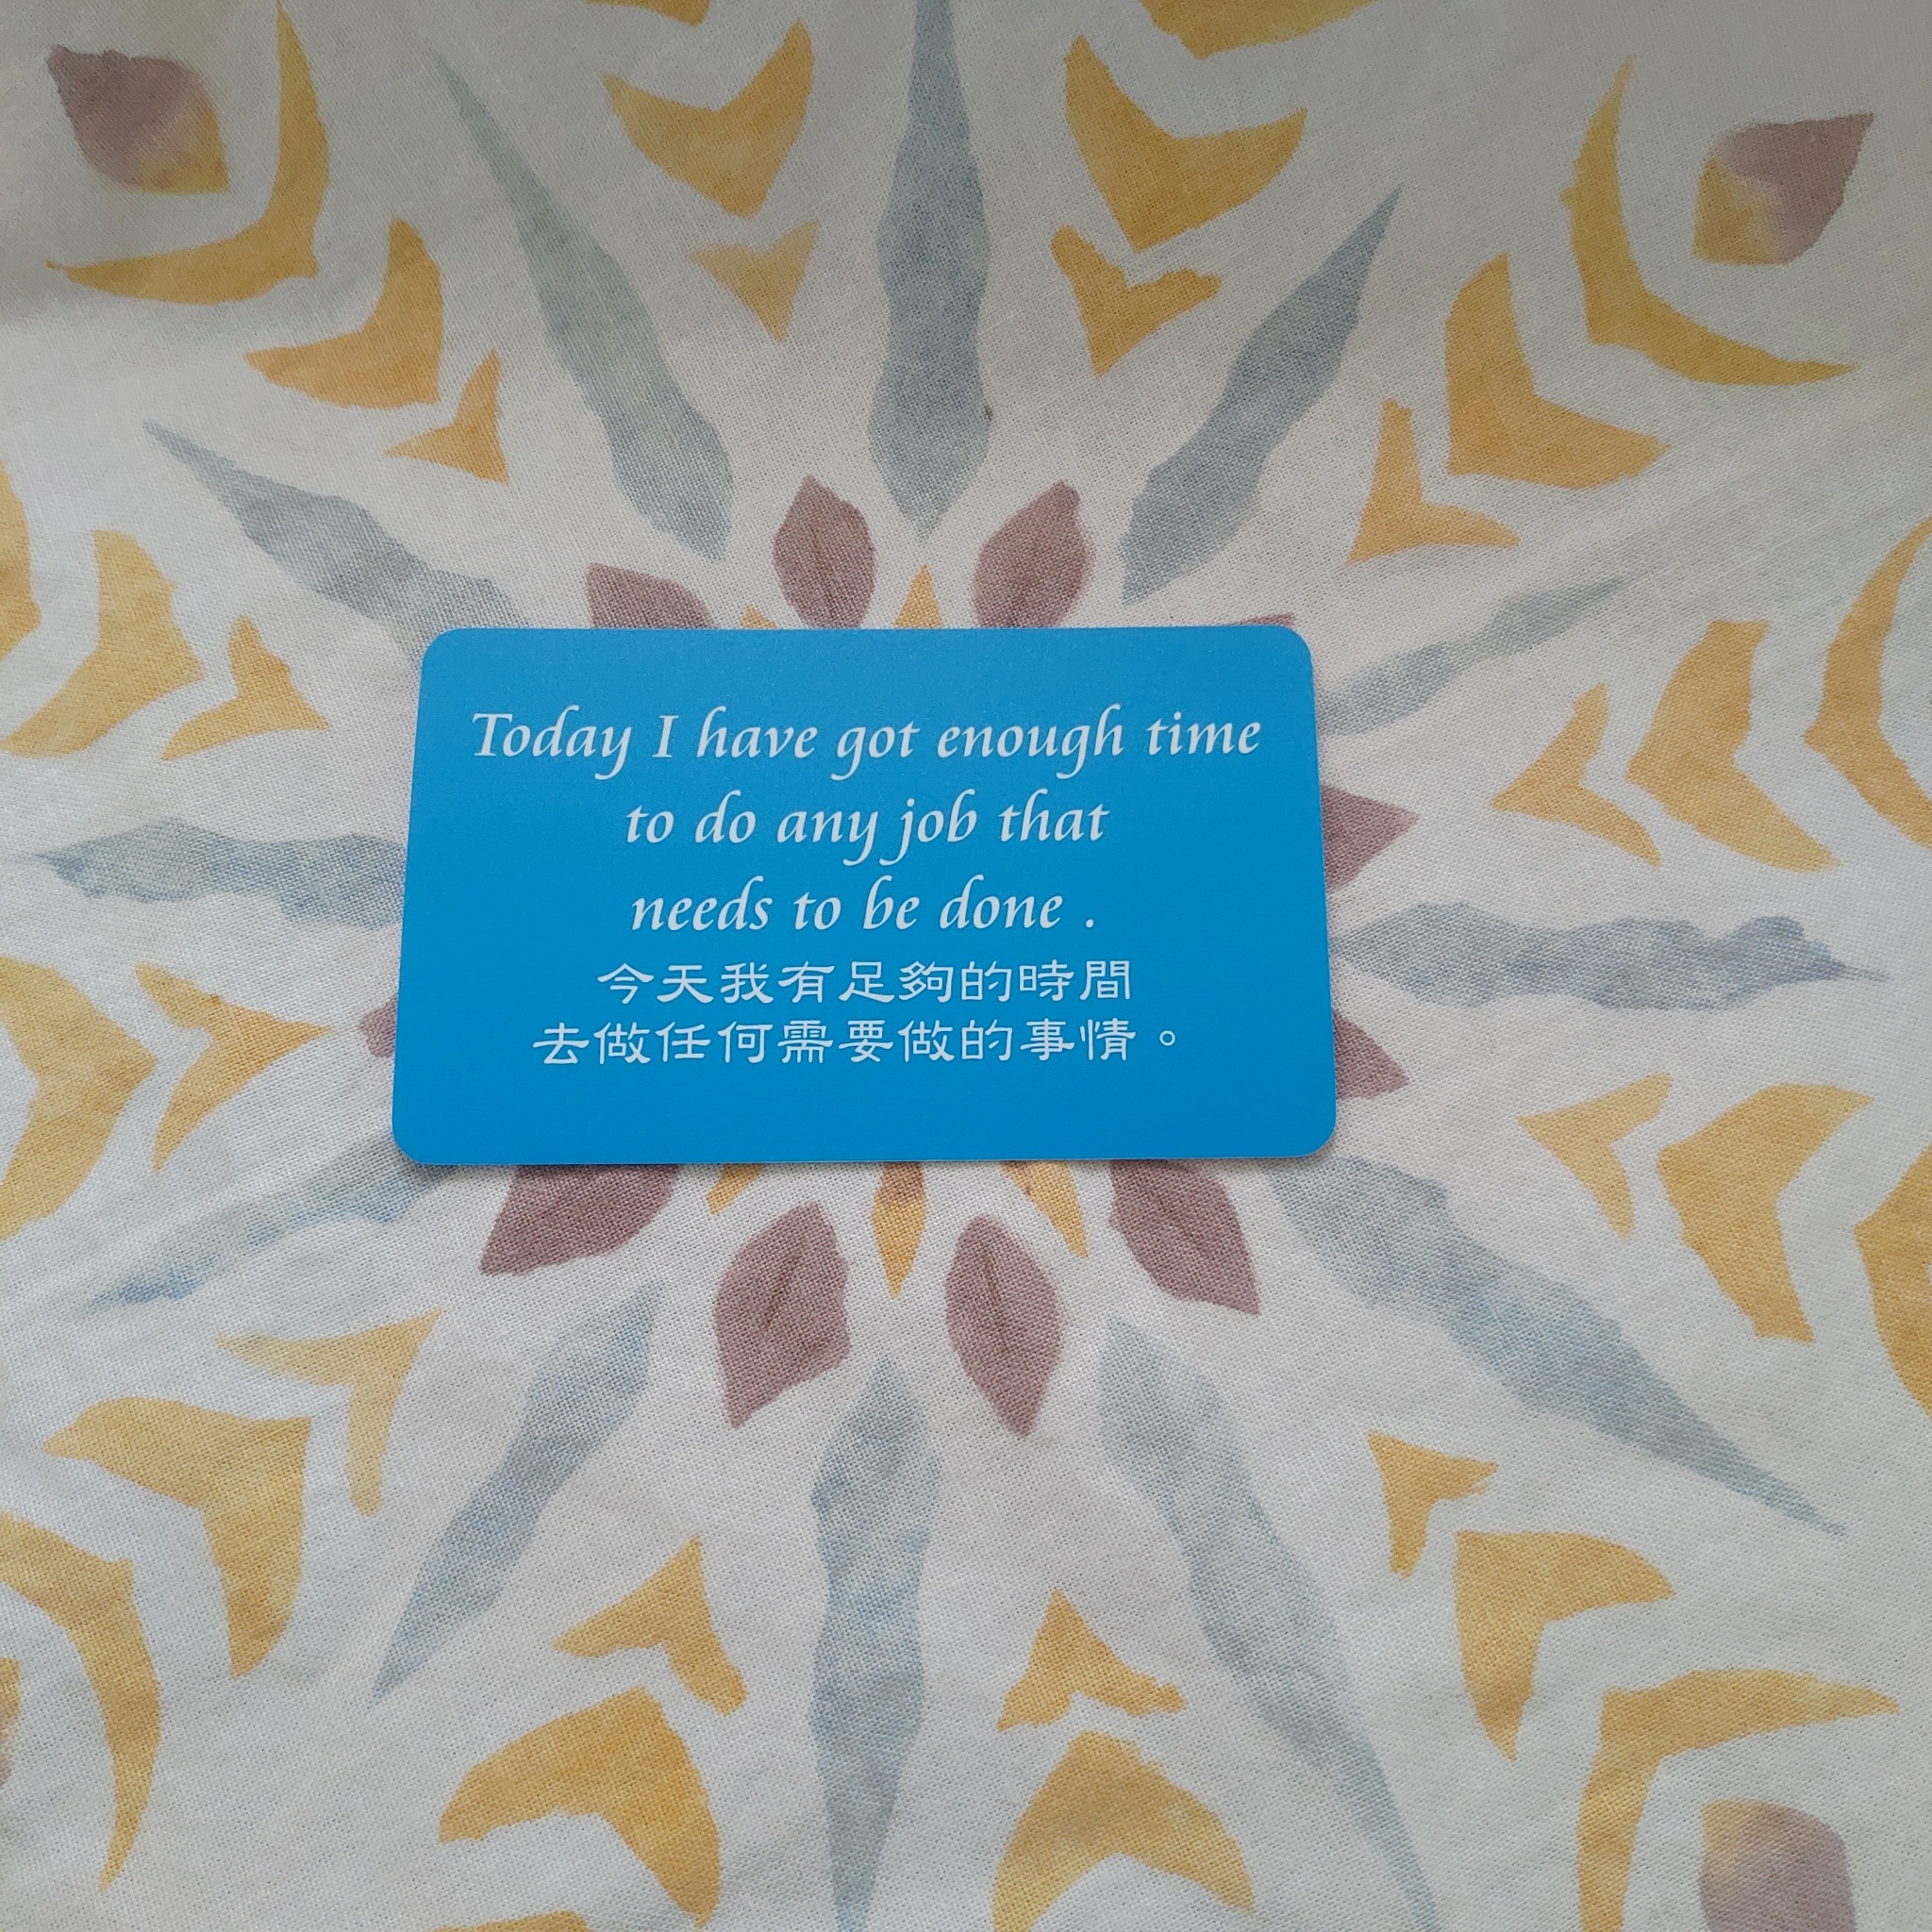 Today I have got enough time
to do any job that
needs to be done .
今天我有足夠的時間
去做任何需要做的事情。